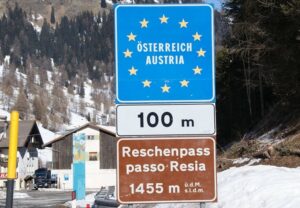 ÖSTERREICH
AUSTRIA
100 m
Reschenpass
passo-Resia
1455 m ü.d.M. s.l.d.m.